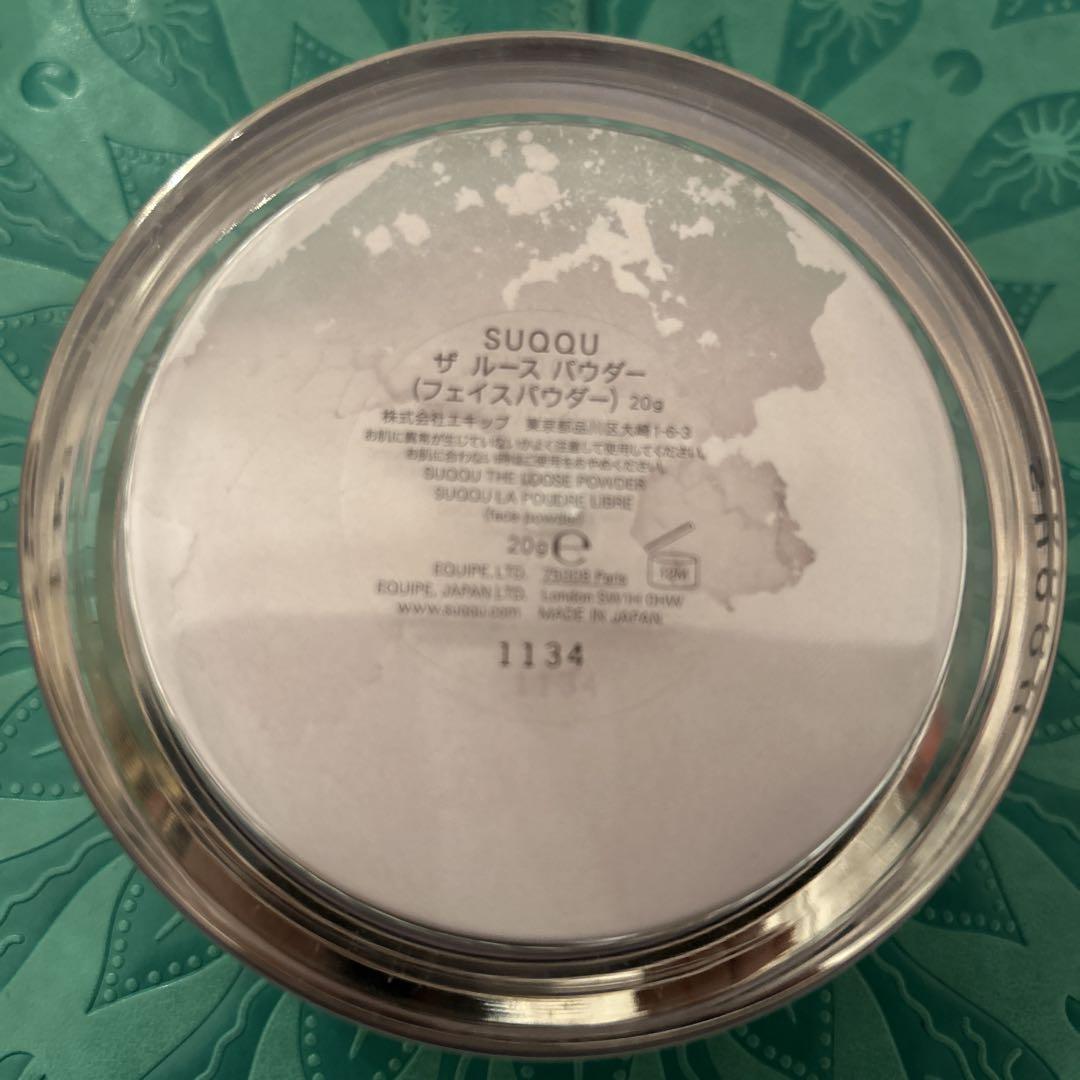 SUQQU
ザ ルース パウダー
(フェイスパウダー) 20g
株式会社エキップ 東京都品川区大崎1-6-3
お肌に異常が生じていないかよく注意して使用してください。
お肌に合わない時はご使用をおやめください。
SUQQU THE LOOSE POWDER
SUQQU LA POUDRE LIBRE
(face powder)
20g ℮
12M
EQUIPE, LTD. 75008 Paris
EQUIPE, JAPAN LTD. London SW1H 0HW
www.suqqu.com MADE IN JAPAN
1134